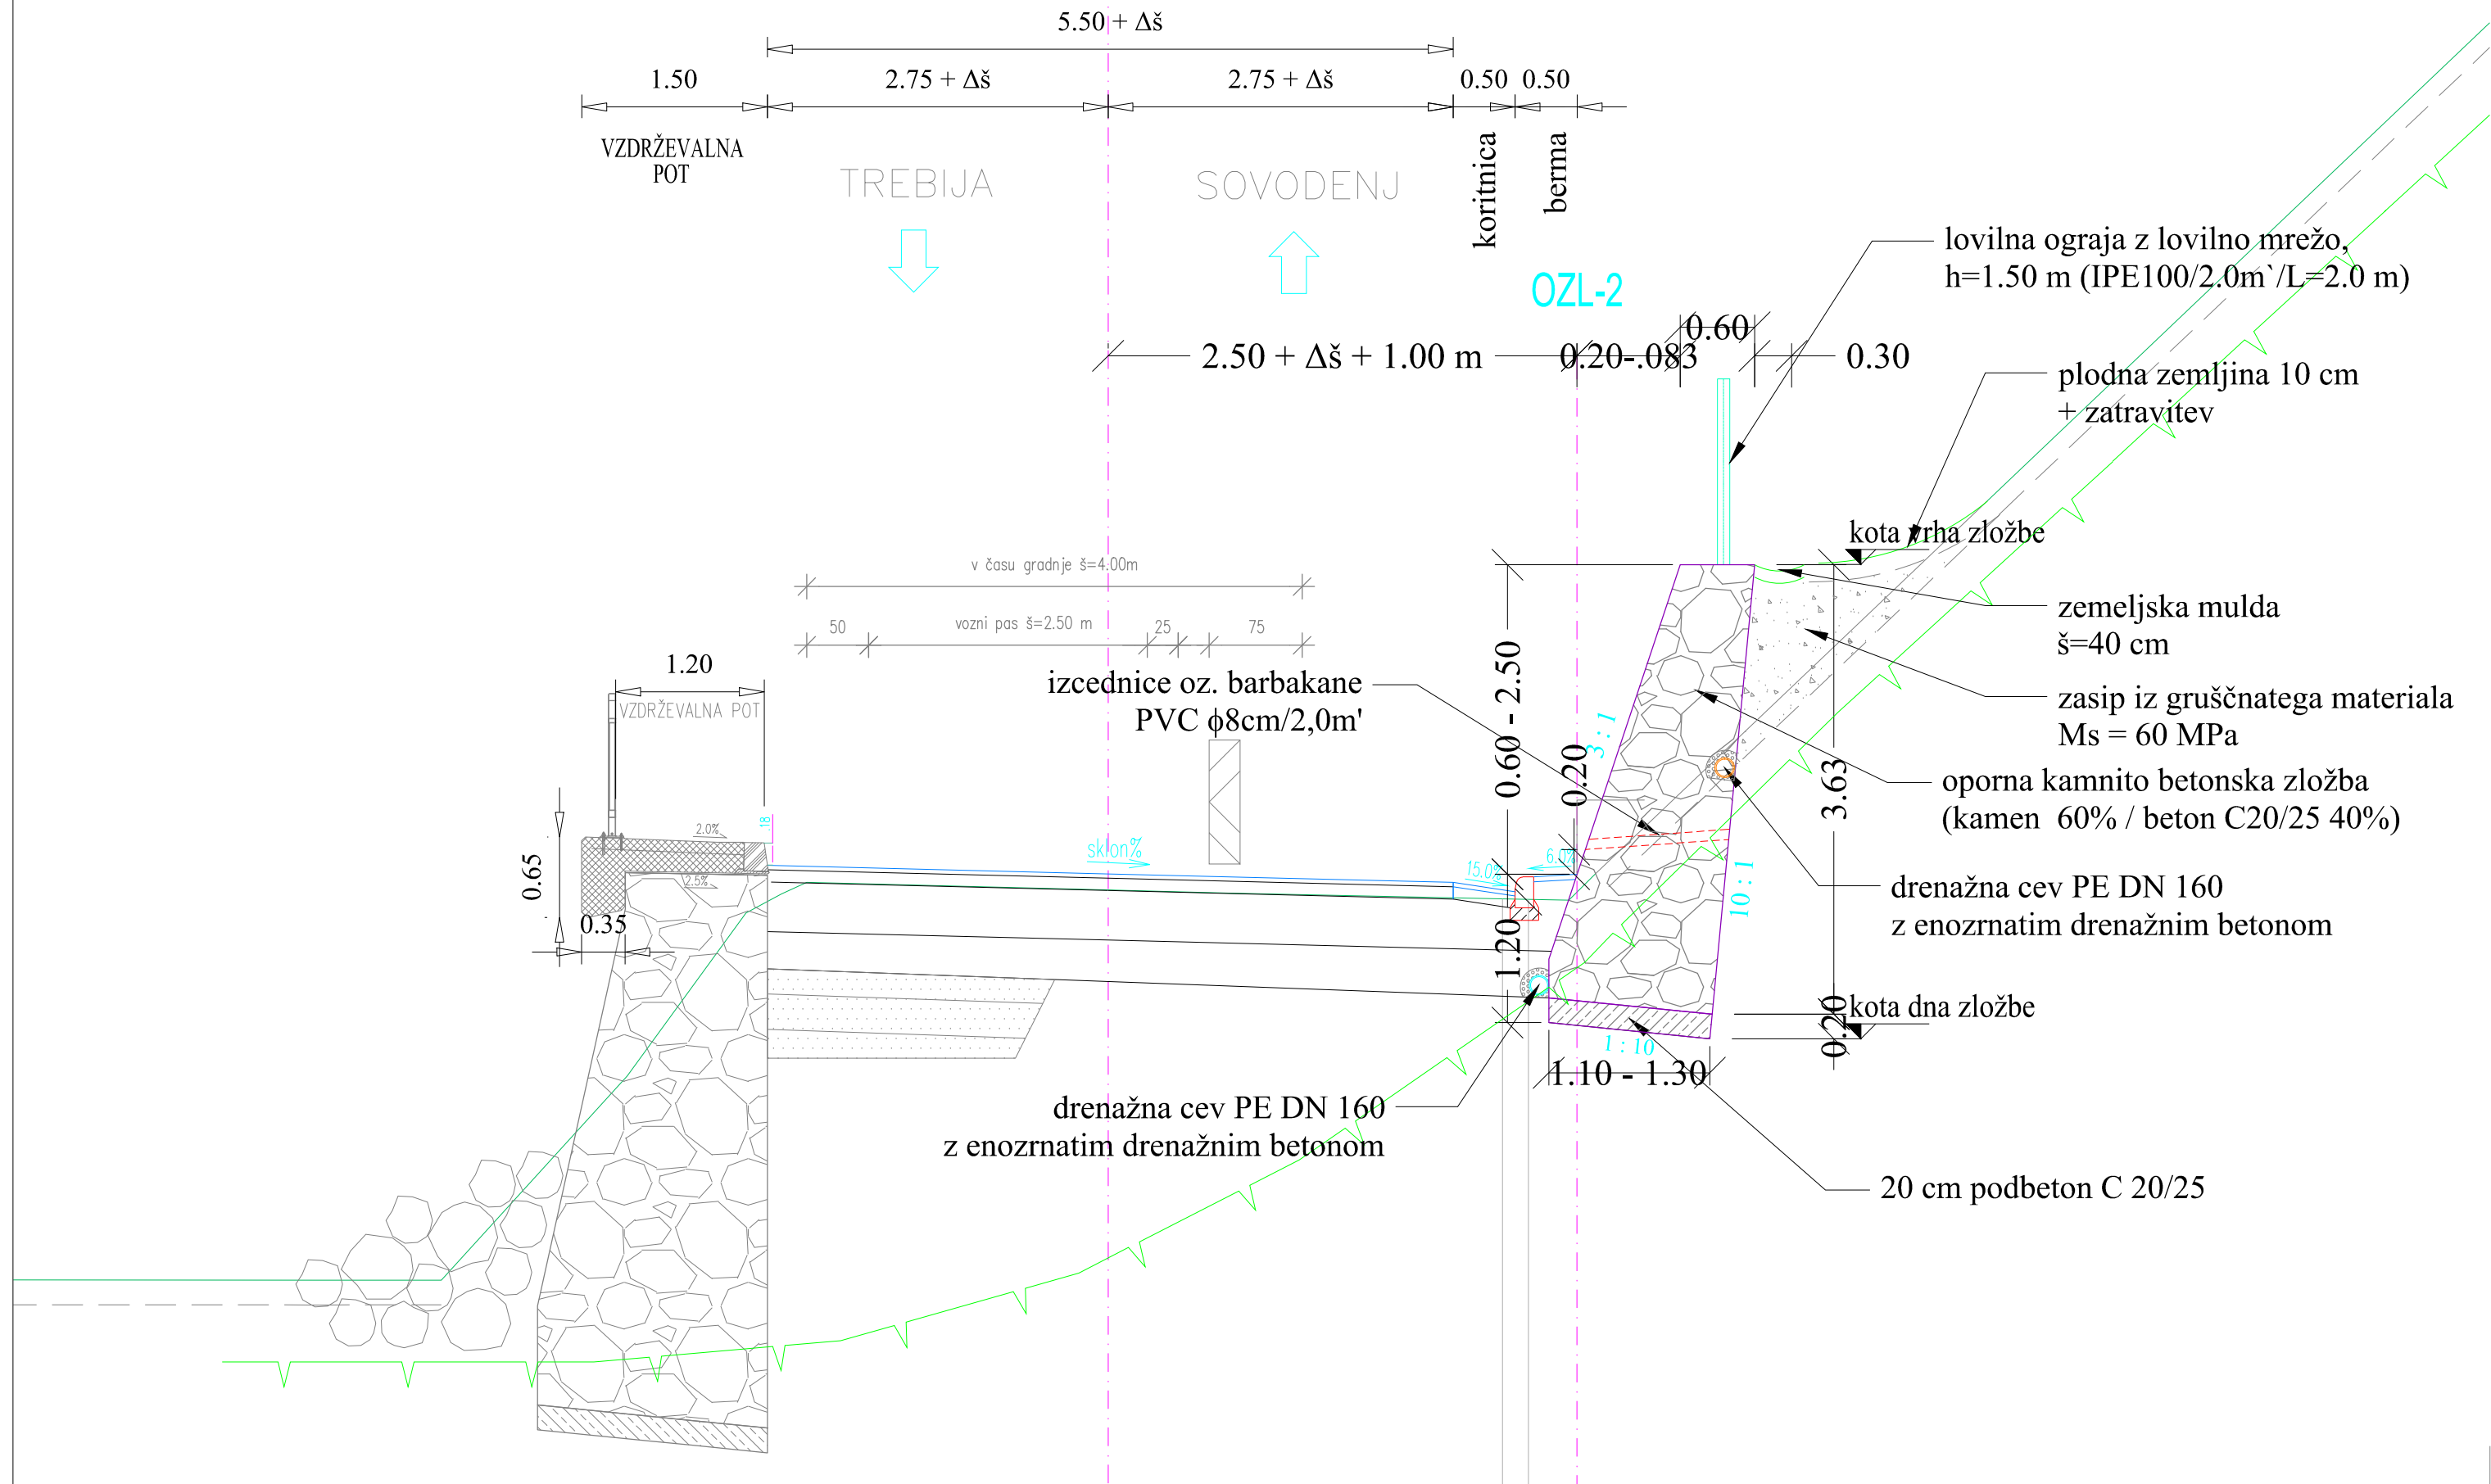 5.50 + Δš
1.50
2.75 + Δš
2.75 + Δš
0.50
0.50
VZDRŽEVALNA
POT
TREBIJA
SOVODENJ
koritnica
berma
OZL-2
lovilna ograja z lovilno mrežo,
h=1.50 m (IPE100/2.0m`/L=2.0 m)
0.60
2.50 + Δš + 1.00 m
0.20-.083
0.30
plodna zemljina 10 cm
+ zatravitev
kota vrha zložbe
v času gradnje š=4.00m
50
vozni pas š=2.50 m
25
75
zemeljska mulda
š=40 cm
1.20
VZDRŽEVALNA POT
izcednice oz. barbakane
PVC ϕ8cm/2,0m'
0.60 - 2.50
3 : 1
0.20
zasip iz gruščnatega materiala
Ms = 60 MPa
3.63
oporna kamnito betonska zložba
(kamen  60% / beton C20/25 40%)
2.0%
.18
sklon%
15.0%
6.0%
0.65
2.5%
0.35
10 : 1
drenažna cev PE DN 160
z enozrnatim drenažnim betonom
1.20
0.20
kota dna zložbe
1 : 10
1.10 - 1.30
drenažna cev PE DN 160
z enozrnatim drenažnim betonom
20 cm podbeton C 20/25